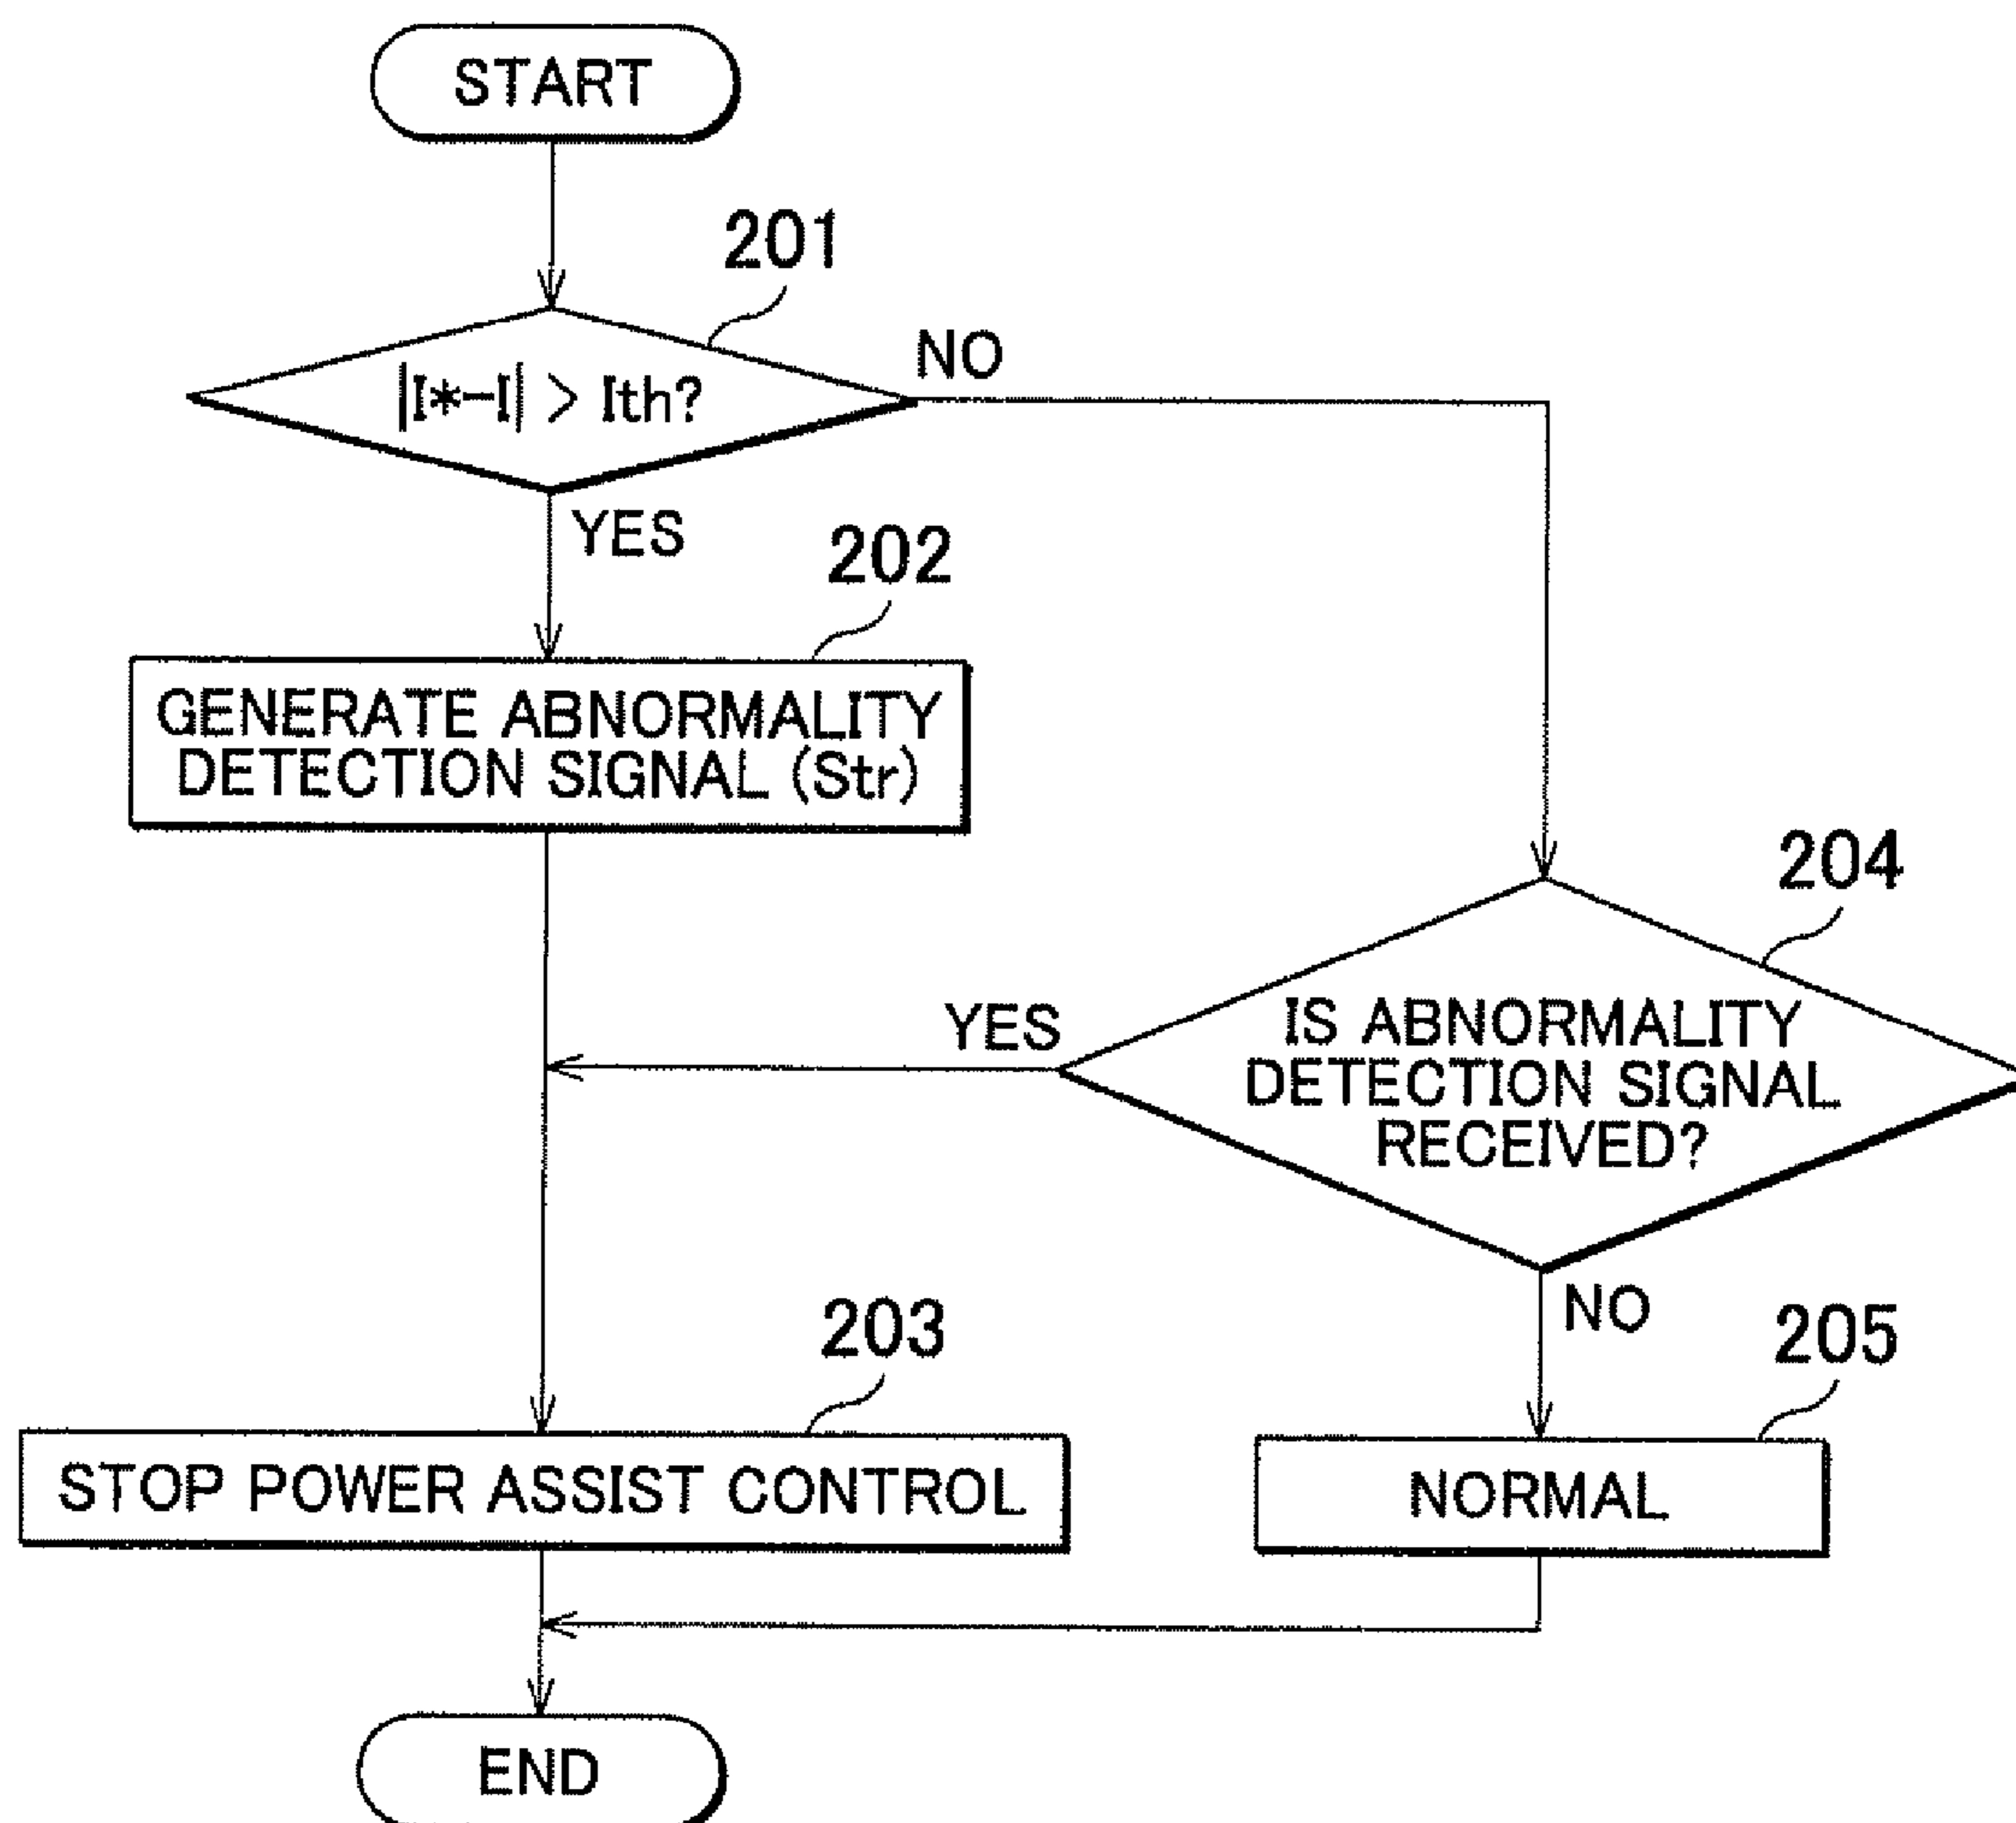 START
201
|I*-I| > Ith?
NO
YES
202
GENERATE ABNORMALITY
DETECTION SIGNAL (Str)
204
IS ABNORMALITY
DETECTION SIGNAL
RECEIVED?
YES
NO
203
STOP POWER ASSIST CONTROL
205
NORMAL
END